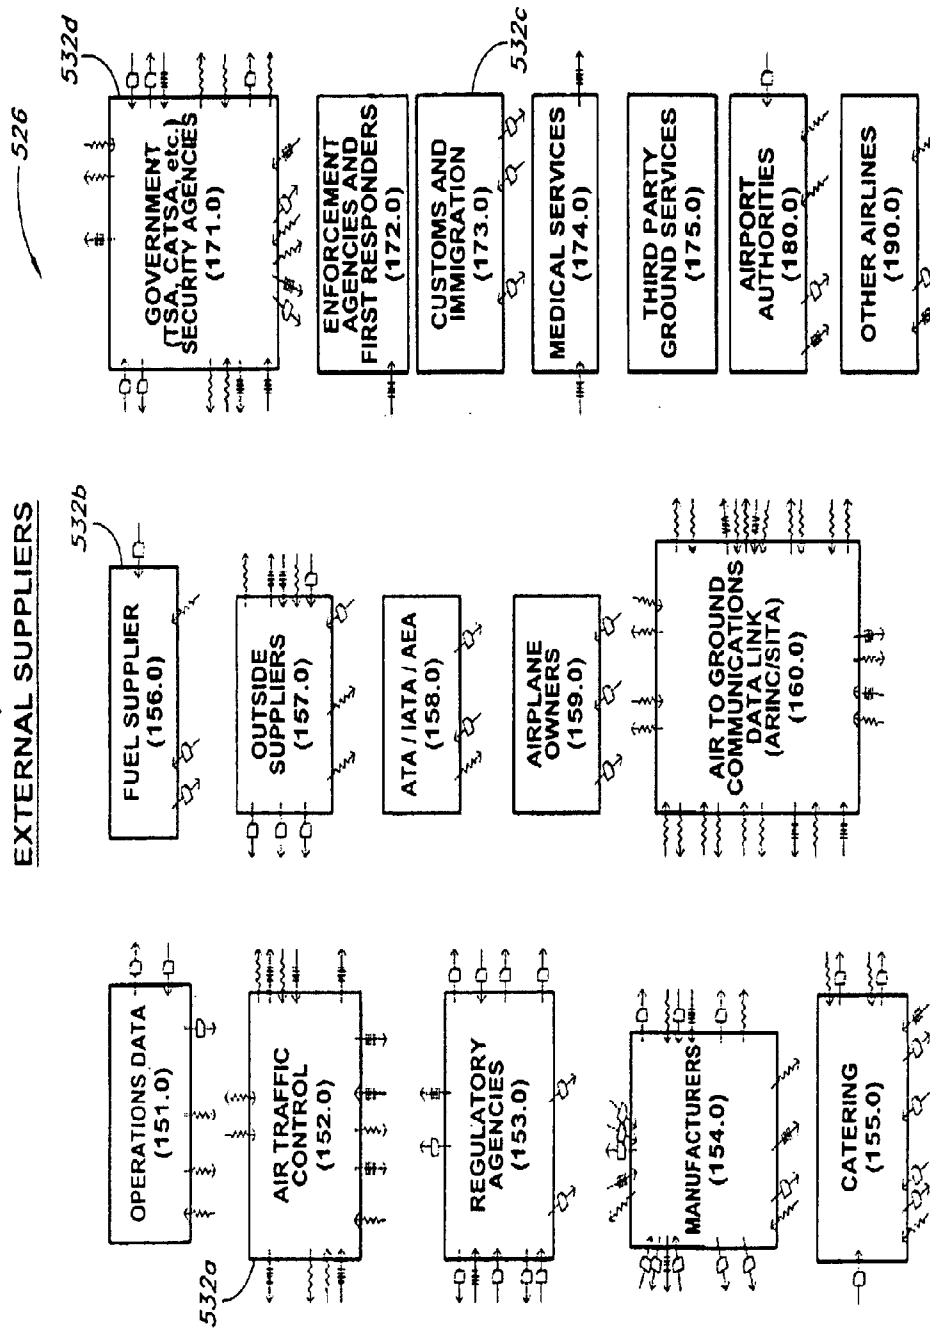 EXTERNAL SUPPLIERS
526
OPERATIONS DATA
(151.0)
532a
AIR TRAFFIC
CONTROL
(152.0)
REGULATORY
AGENCIES
(153.0)
MANUFACTURERS
(154.0)
CATERING
(155.0)
532b
FUEL SUPPLIER
(156.0)
OUTSIDE
SUPPLIERS
(157.0)
ATA / IATA / AEA
(158.0)
AIRPLANE
OWNERS
(159.0)
AIR TO GROUND
COMMUNICATIONS
DATA LINK
(ARINC/SITA)
(160.0)
532d
GOVERNMENT
(TSA, CATSA, etc.)
SECURITY AGENCIES
(171.0)
ENFORCEMENT
AGENCIES AND
FIRST RESPONDERS
(172.0)
532c
CUSTOMS AND
IMMIGRATION
(173.0)
MEDICAL SERVICES
(174.0)
THIRD PARTY
GROUND SERVICES
(175.0)
AIRPORT
AUTHORITIES
(180.0)
OTHER AIRLINES
(190.0)